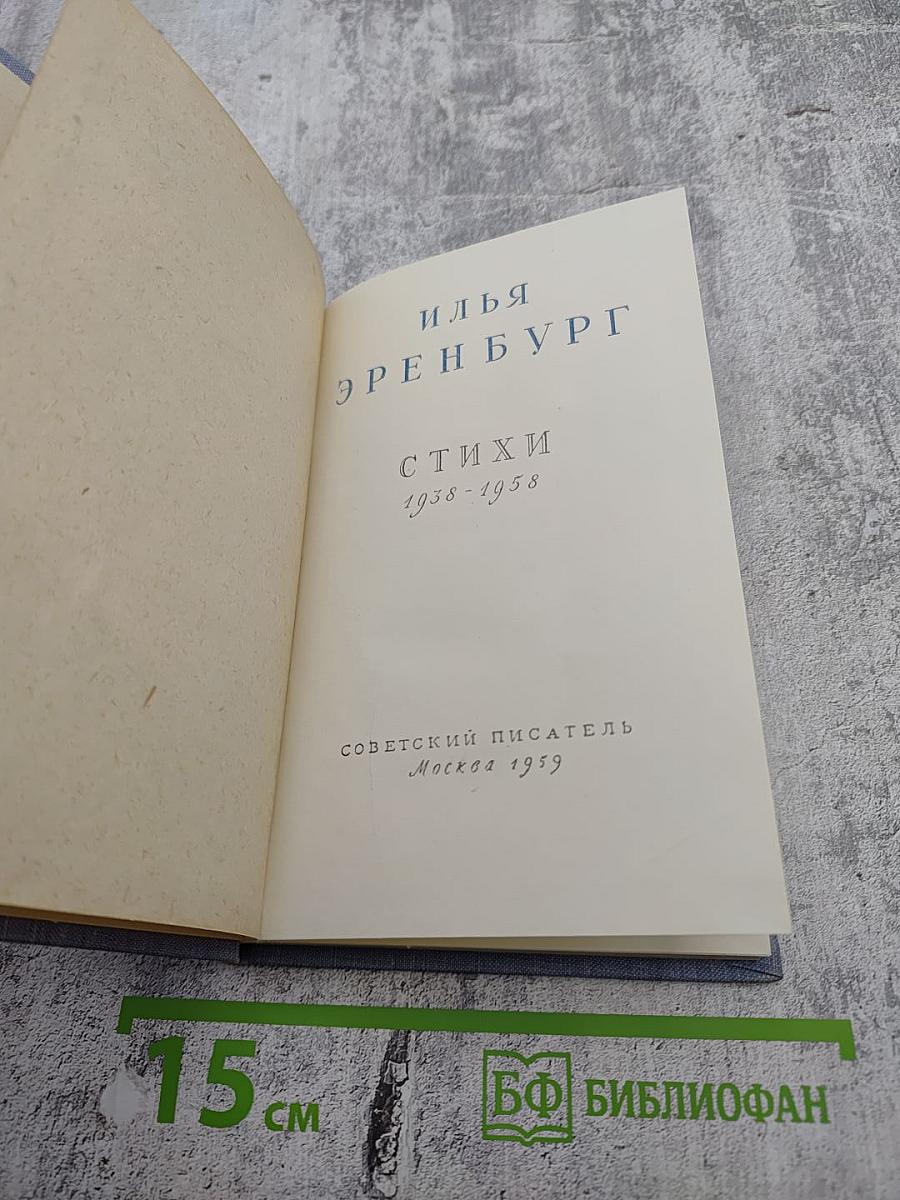 ИЛЬЯ
ЭРЕНБУРГ
СТИХИ
1938-1958
СОВЕТСКИЙ ПИСАТЕЛЬ
Москва 1959
15 см
БФ БИБЛИОФАН